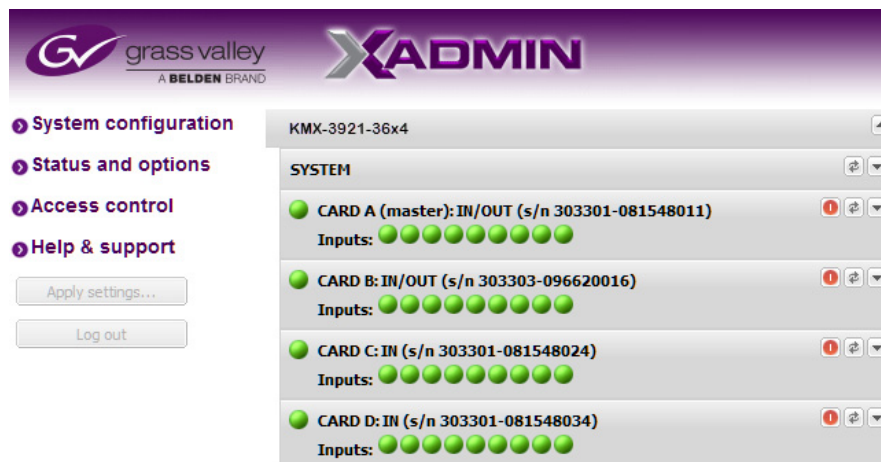 GV grass valley
A BELDEN BRAND
XADMIN
System configuration
Status and options
Access control
Help & support
Apply settings...
Log out
KMX-3921-36x4
SYSTEM
CARD A (master): IN/OUT (s/n 303301-081548011)
Inputs:
CARD B: IN/OUT (s/n 303303-096620016)
Inputs:
CARD C: IN (s/n 303301-081548024)
Inputs:
CARD D: IN (s/n 303301-081548034)
Inputs: